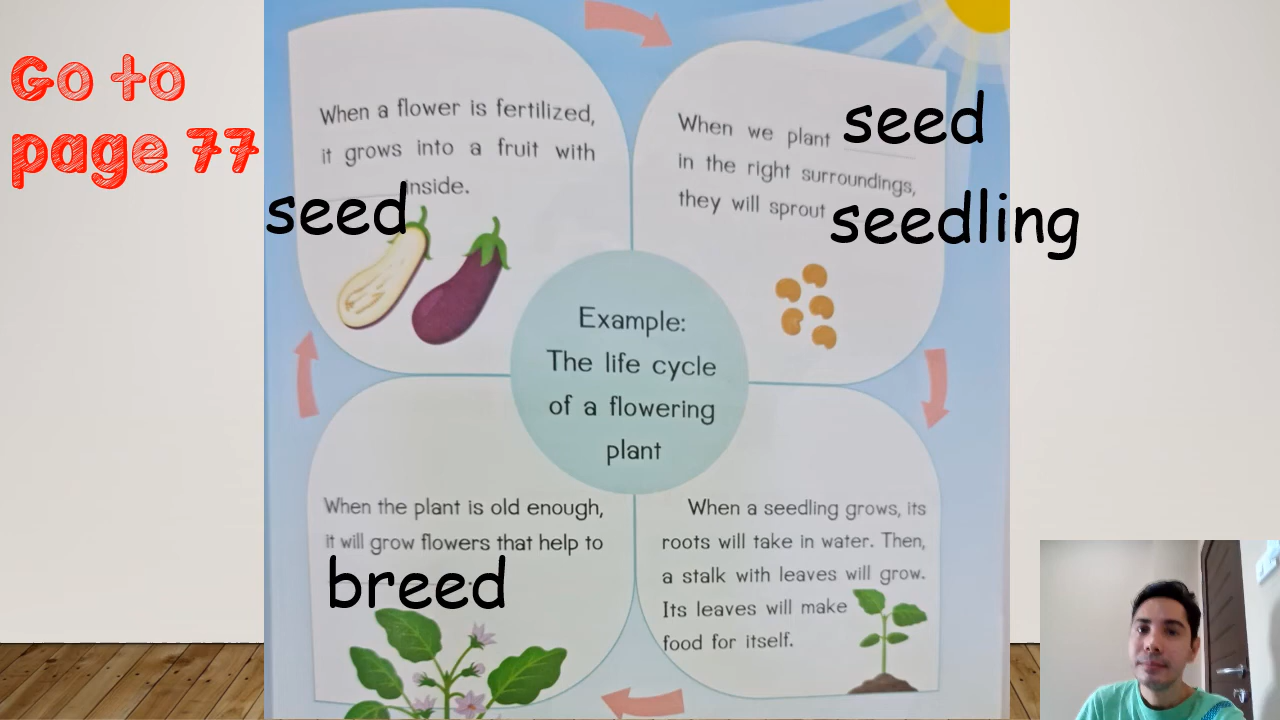 Go to
page 77
When a flower is fertilized,
it grows into a fruit with
seed inside.
When we plant seed
in the right surroundings,
they will sprout seedling
Example:
The life cycle
of a flowering
plant
When the plant is old enough,
it will grow flowers that help to
breed
When a seedling grows, its
roots will take in water. Then,
a stalk with leaves will grow.
Its leaves will make
food for itself.